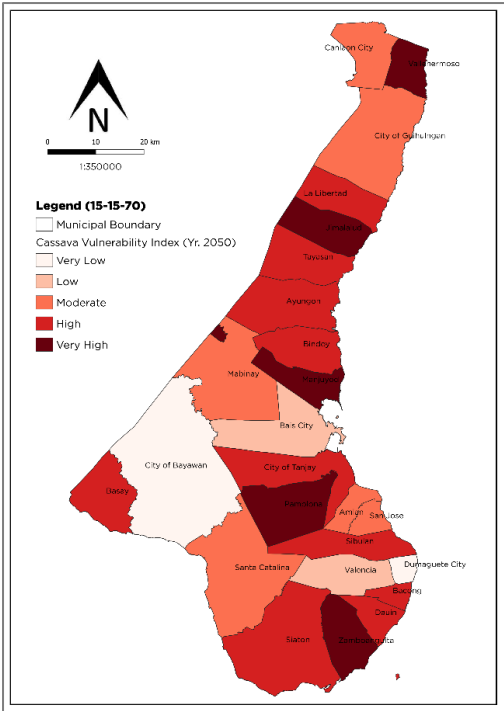 Canlaon City
Vallehermoso
N
City of Guihulngan
0 10 20 km
1:350000
La Libertad
Legend (15-15-70)
Municipal Boundary
Jimalalud
Cassava Vulnerability Index (Yr. 2050)
Tayasan
Very Low
Low
Moderate
Ayungon
High
Very High
Bindoy
Mabinay
Manjuyod
Bais City
City of Bayawan
City of Tanjay
Basay
Pamplona
Amlan
San Jose
Sibulan
Santa Catalina
Valencia
Dumaguete City
Bacong
Dauin
Siaton
Zamboanguita